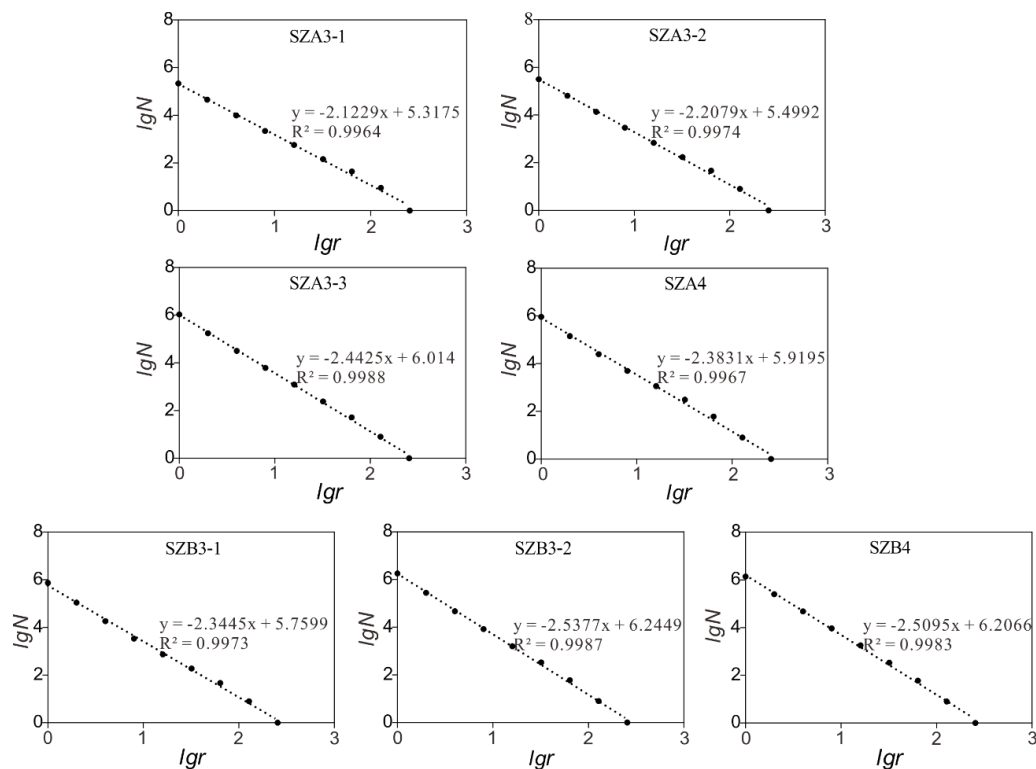 SZA3-1
y = -2.1229x + 5.3175
R² = 0.9964
lgN
8
6
4
2
0
0
1
2
3
lgr
SZA3-2
y = -2.2079x + 5.4992
R² = 0.9974
lgN
8
6
4
2
0
0
1
2
3
lgr
SZA3-3
y = -2.4425x + 6.014
R² = 0.9988
lgN
8
6
4
2
0
0
1
2
3
lgr
SZA4
y = -2.3831x + 5.9195
R² = 0.9967
lgN
8
6
4
2
0
0
1
2
3
lgr
SZB3-1
y = -2.3445x + 5.7599
R² = 0.9973
lgN
8
6
4
2
0
0
1
2
3
lgr
SZB3-2
y = -2.5377x + 6.2449
R² = 0.9987
lgN
8
6
4
2
0
0
1
2
3
lgr
SZB4
y = -2.5095x + 6.2066
R² = 0.9983
lgN
8
6
4
2
0
0
1
2
3
lgr